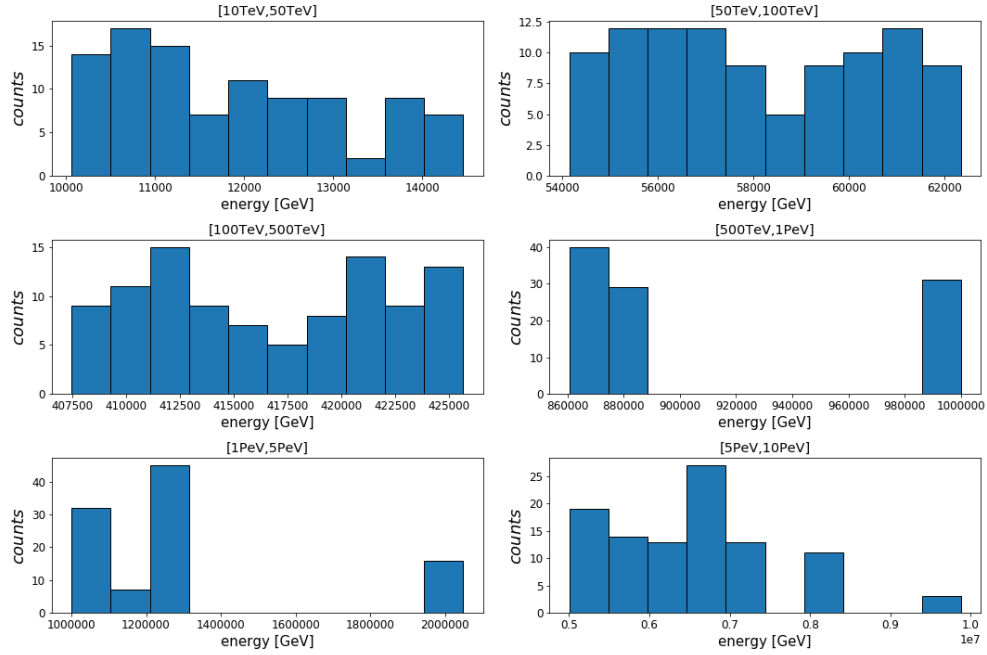 [10TeV,50TeV]
counts
15
10
5
0
10000 11000 12000 13000 14000
energy [GeV]
[50TeV,100TeV]
counts
12.5
10.0
7.5
5.0
2.5
0.0
54000 56000 58000 60000 62000
energy [GeV]
[100TeV,500TeV]
counts
15
10
5
0
407500 410000 412500 415000 417500 420000 422500 425000
energy [GeV]
[500TeV,1PeV]
counts
40
30
20
10
0
860000 880000 900000 920000 940000 960000 980000 1000000
energy [GeV]
[1PeV,5PeV]
counts
40
30
20
10
0
1000000 1200000 1400000 1600000 1800000 2000000
energy [GeV]
[5PeV,10PeV]
counts
25
20
15
10
5
0
0.5 0.6 0.7 0.8 0.9 1.0
1e7
energy [GeV]